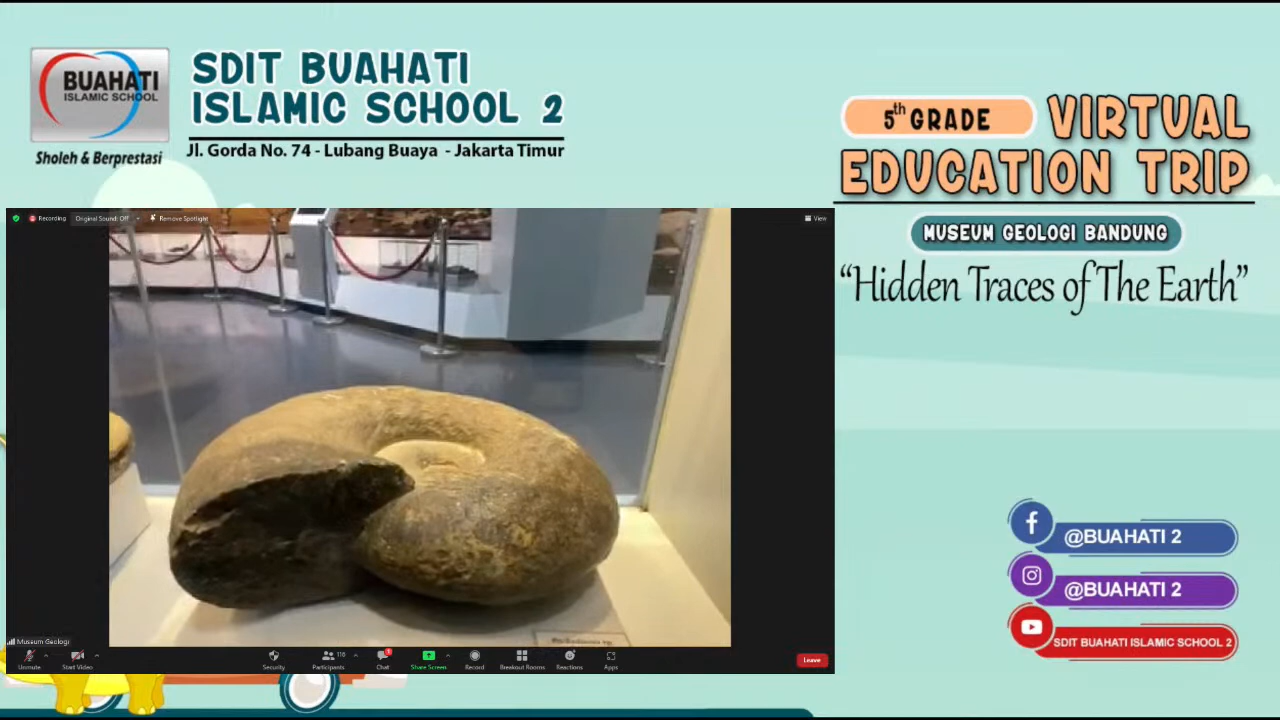 BUAHATI
ISLAMIC SCHOOL
Sholeh & Berprestasi
SDIT BUAHATI
ISLAMIC SCHOOL 2
Jl. Gorda No. 74 - Lubang Buaya - Jakarta Timur
5th GRADE VIRTUAL
EDUCATION TRIP
MUSEUM GEOLOGI BANDUNG
“Hidden Traces of The Earth”
Recording
Original Sound: Off
Remove Spotlight
View
Museum Geologi
Unmute
Start Video
Security
118
Participants
Chat
Share Screen
Record
Breakout Rooms
Reactions
Apps
Leave
@BUAHATI 2
@BUAHATI 2
SDIT BUAHATI ISLAMIC SCHOOL 2